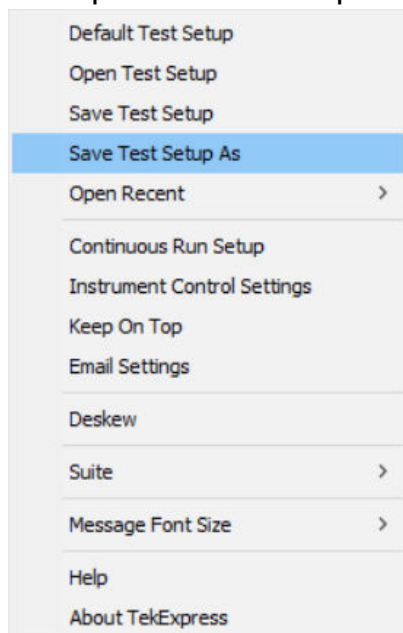 Default Test Setup
Open Test Setup
Save Test Setup
Save Test Setup As
Open Recent
Continuous Run Setup
Instrument Control Settings
Keep On Top
Email Settings
Deskew
Suite
Message Font Size
Help
About TekExpress